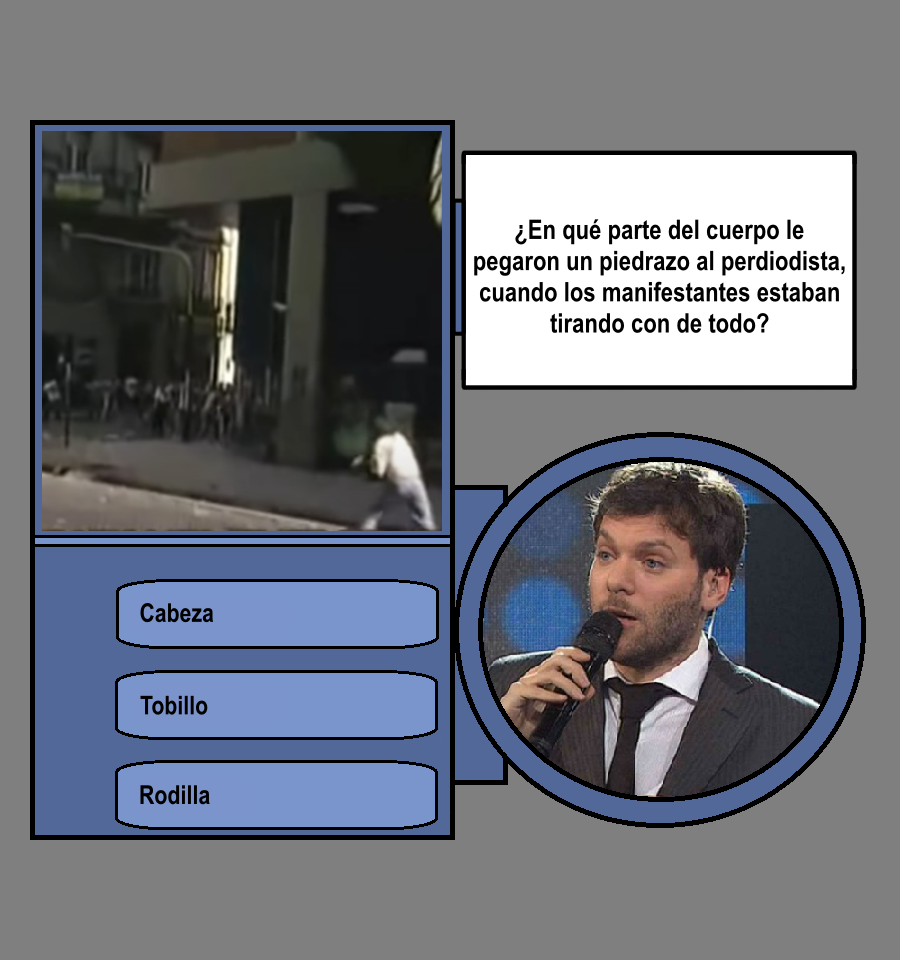 ¿En qué parte del cuerpo le
pegaron un piedrazo al perdiodista,
cuando los manifestantes estaban
tirando con de todo?
Cabeza
Tobillo
Rodilla